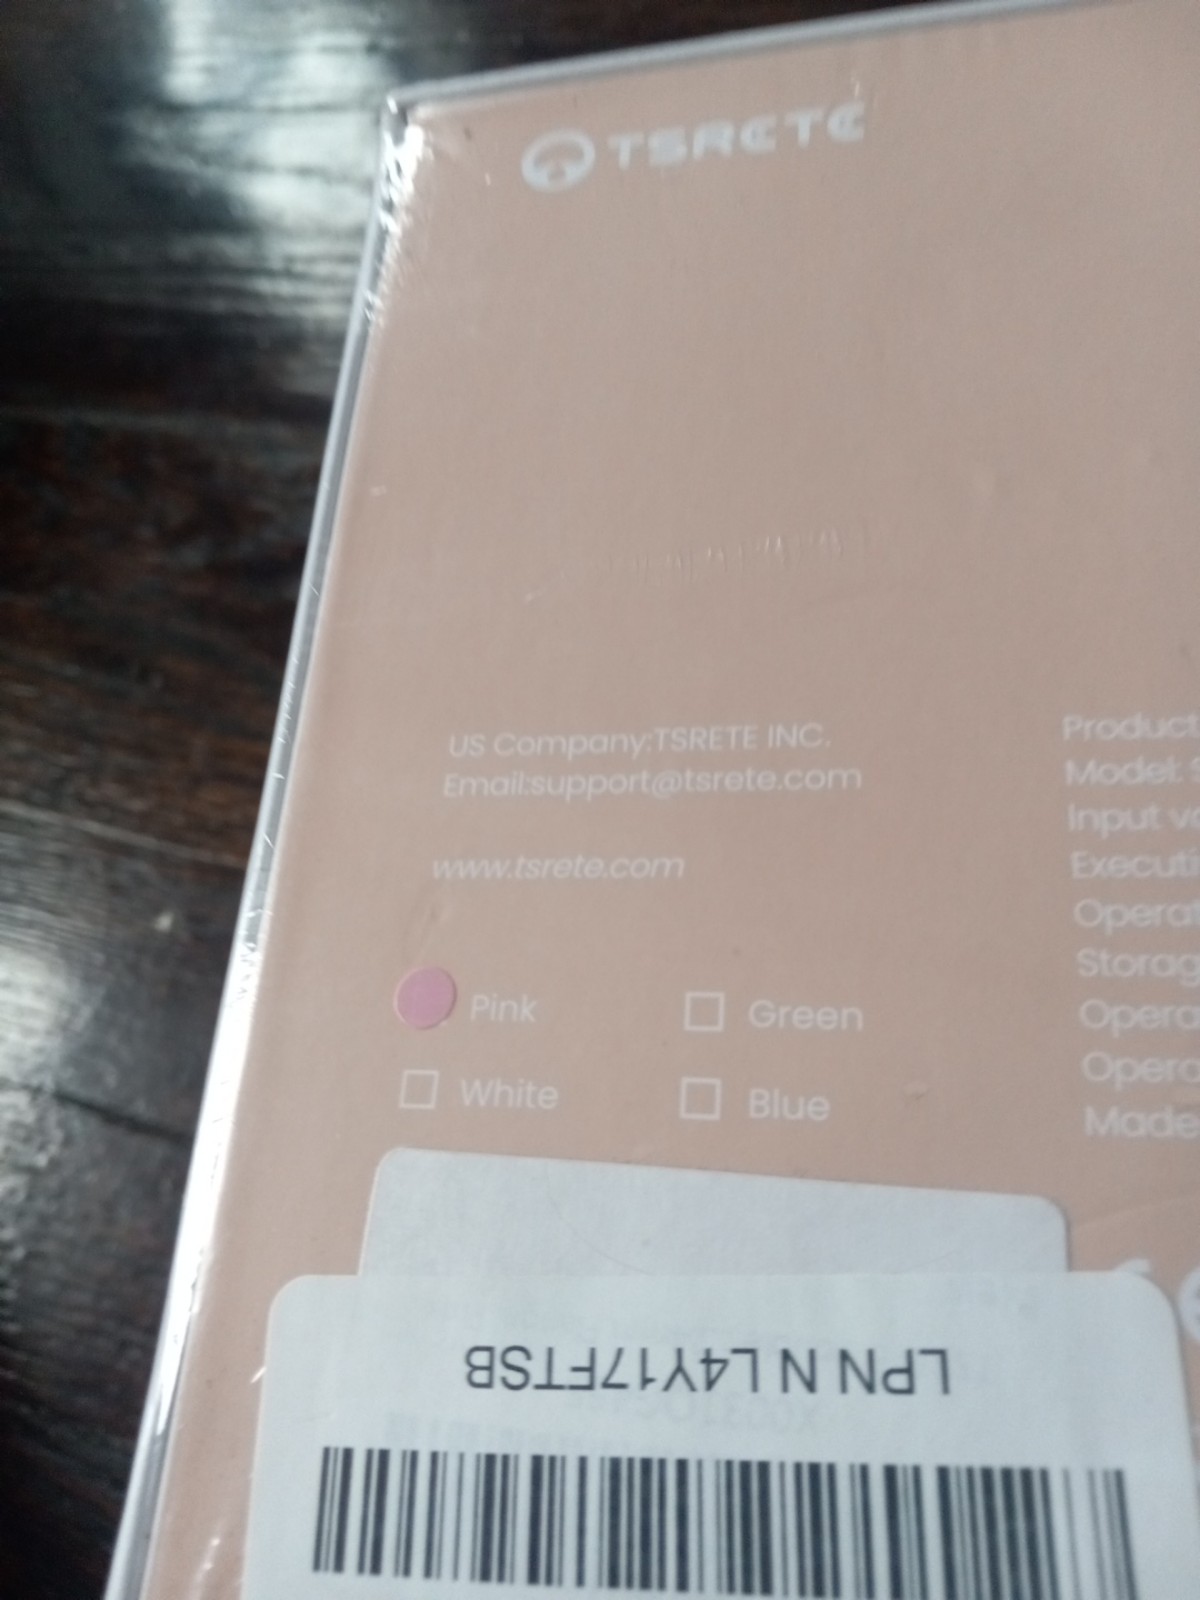 TSRETE
US Company:TSRETE INC.
Email:support@tsrete.com
www.tsrete.com
Pink
Green
White
Blue
Product
Model:
Input
Operat
Storag
Opera
Opera
Made
LPN N L4Y17FTSB